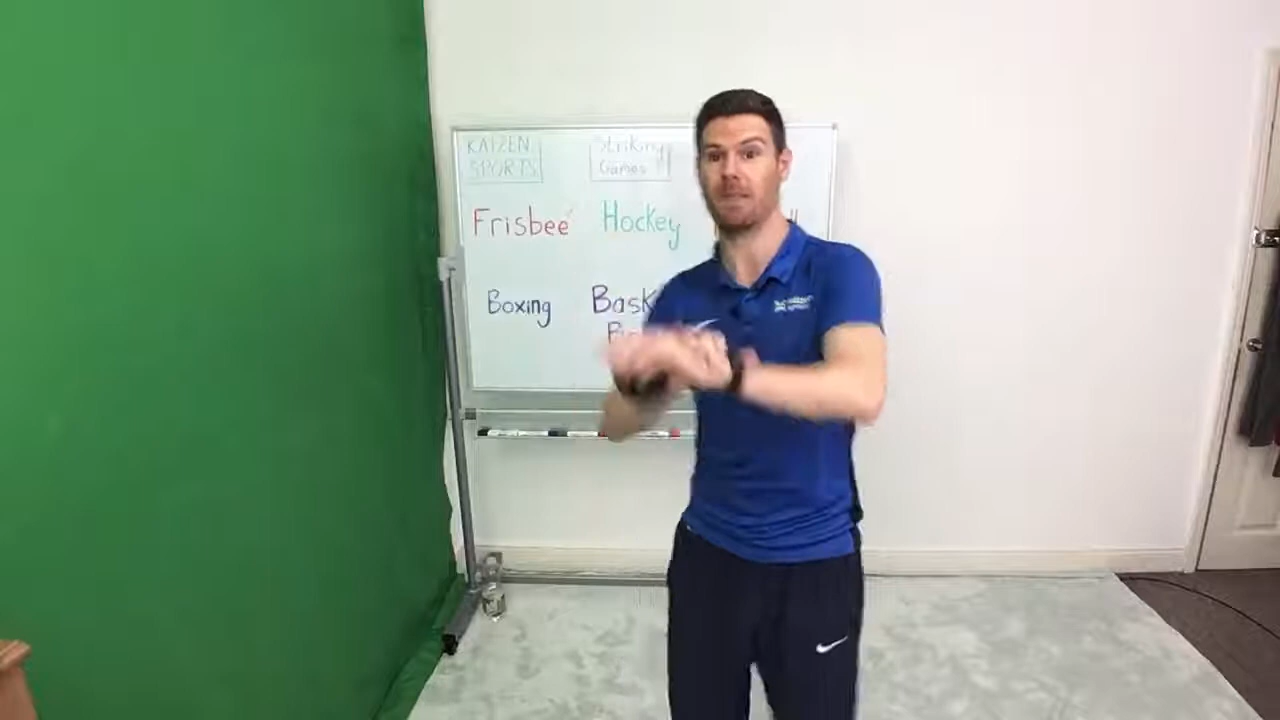 KAIZEN
SPORTS
Striking
Games
Frisbee
Hockey
Boxing